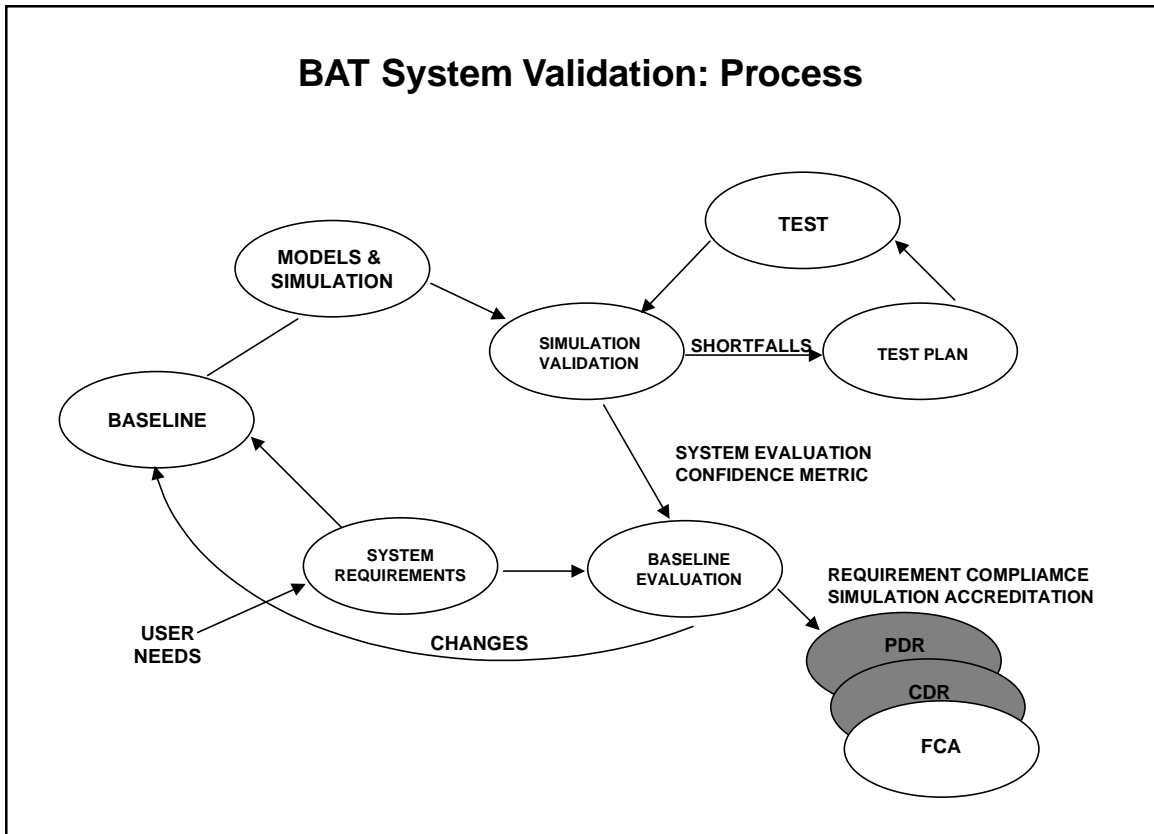 BAT System Validation: Process
TEST
MODELS &
SIMULATION
SIMULATION
VALIDATION
SHORTFALLS
TEST PLAN
BASELINE
SYSTEM EVALUATION
CONFIDENCE METRIC
SYSTEM
REQUIREMENTS
BASELINE
EVALUATION
REQUIREMENT COMPLIAMCE
SIMULATION ACCREDITATION
USER
NEEDS
CHANGES
PDR
CDR
FCA